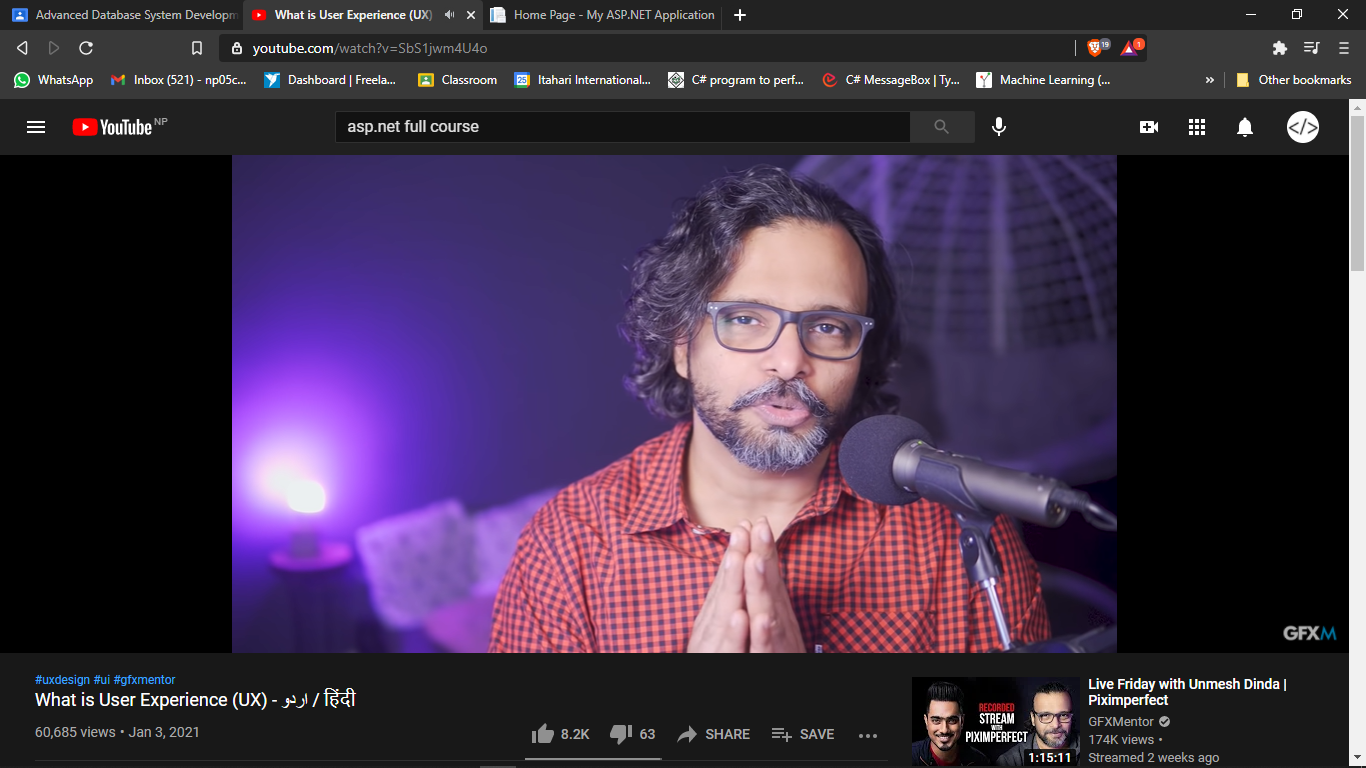 Advanced Database System Developm
What is User Experience (UX)
Home Page - My ASP.NET Application
youtube.com/watch?v=SbS1jwm4U4o
19
1
WhatsApp
Inbox (521) - np05c...
Dashboard | Freela...
Classroom
25
Itahari International...
C# program to perf...
C# MessageBox | Ty...
Machine Learning (...
»
Other bookmarks
YouTube NP
asp.net full course
</>
GFXM
#uxdesign #ui #gfxmentor
What is User Experience (UX) - اردو / हिंदी
60,685 views • Jan 3, 2021
8.2K
63
SHARE
SAVE
RECORDED
STREAM
WITH
PIXIMPERFECT
1:15:11
Live Friday with Unmesh Dinda |
Piximperfect
GFXMentor
174K views •
Streamed 2 weeks ago